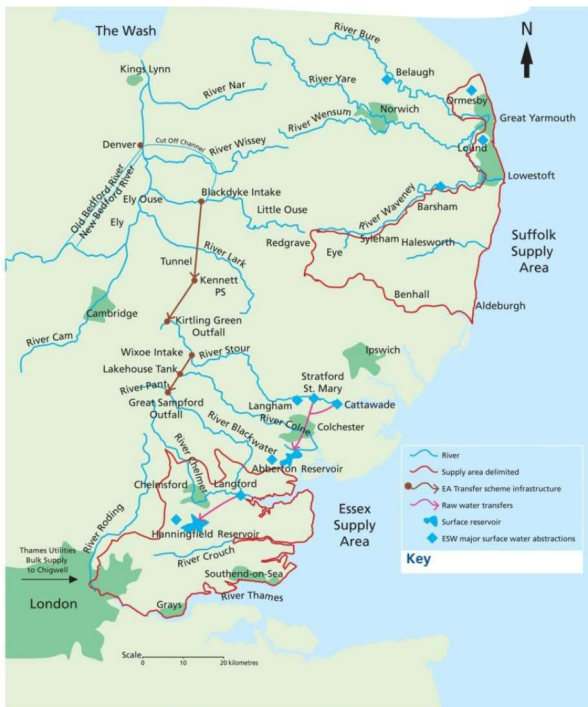 The Wash
N
River Bure
Kings Lynn
River Nar
River Yare
Belaugh
Ormsby
River Wensum
Norwich
Great Yarmouth
Denver
Cut Off Channel
River Wissey
Lound
Old Bedford River
New Bedford River
Lowestoft
Ely Ouse
Blackdyke Intake
Little Ouse
River Waveney
Barsham
Ely
Redgrave
Syleham
Eye
Halesworth
Suffolk
Supply
Area
River Lark
Tunnel
Kennett
PS
Benhall
Aldeburgh
Cambridge
Kirtling Green
Outfall
River Cam
Ipswich
Wixoe Intake
River Stour
Lakehouse Tank
Stratford
St. Mary
River Pant
Great Sampford
Outfall
Langham
Cattawade
River Colne
Colchester
River Blackwater
River Chelmer
Abberton Reservoir
Chelmsford
Langford
Essex
Supply
Area
River Roding
Hanningfield Reservoir
River Crouch
Thames Utilities
Bulk Supply
to Chigwell
Southend-on-Sea
London
Grays
River Thames
Scale
0
10
20 kilometres
River
Supply area delimited
EA Transfer scheme infrastructure
Raw water transfers
Surface reservoir
ESW major surface water abstractions
Key